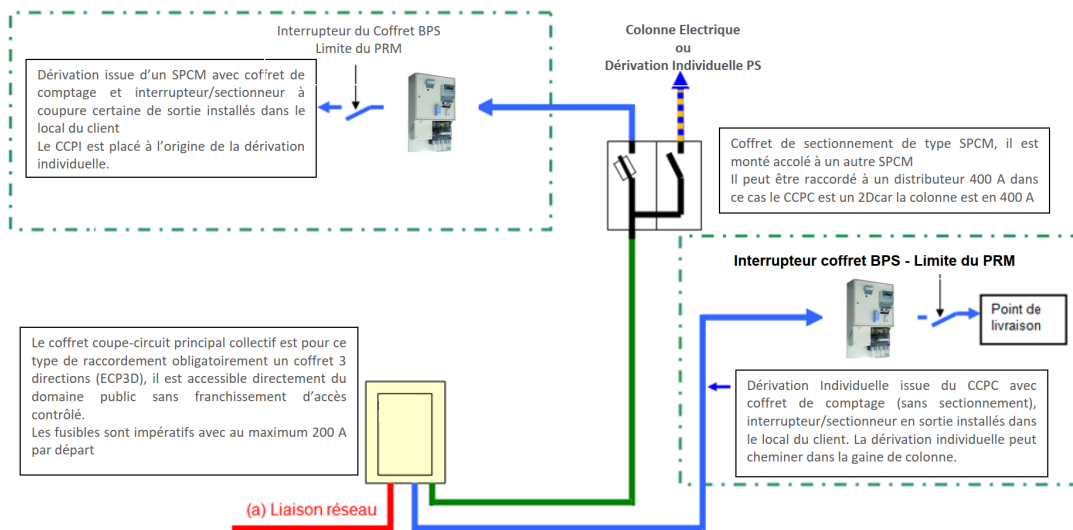 Interrupteur du Coffret BPS
Limite du PRM
Dérivation issue d'un SPCM avec coffret de
comptage et interrupteur/sectionneur à
coupure certaine de sortie installés dans le
local du client
Le CCPI est placé à l'origine de la dérivation
individuelle.
Colonne Electrique
ou
Dérivation Individuelle PS
Coffret de sectionnement de type SPCM, il est
monté accolé à un autre SPCM
Il peut être raccordé à un distributeur 400 A dans
ce cas le CCPC est un 2Dcar la colonne est en 400 A
Interrupteur coffret BPS - Limite du PRM
Point de
livraison
Le coffret coupe-circuit principal collectif est pour ce
type de raccordement obligatoirement un coffret 3
directions (ECP3D), il est accessible directement du
domaine public sans franchissement d'accès
contrôlé.
Les fusibles sont impératifs avec au maximum 200 A
par départ
Dérivation Individuelle issue du CCPC avec
coffret de comptage (sans sectionnement),
interrupteur/sectionneur en sortie installés dans
le local du client. La dérivation individuelle peut
cheminer dans la gaine de colonne.
(a) Liaison réseau